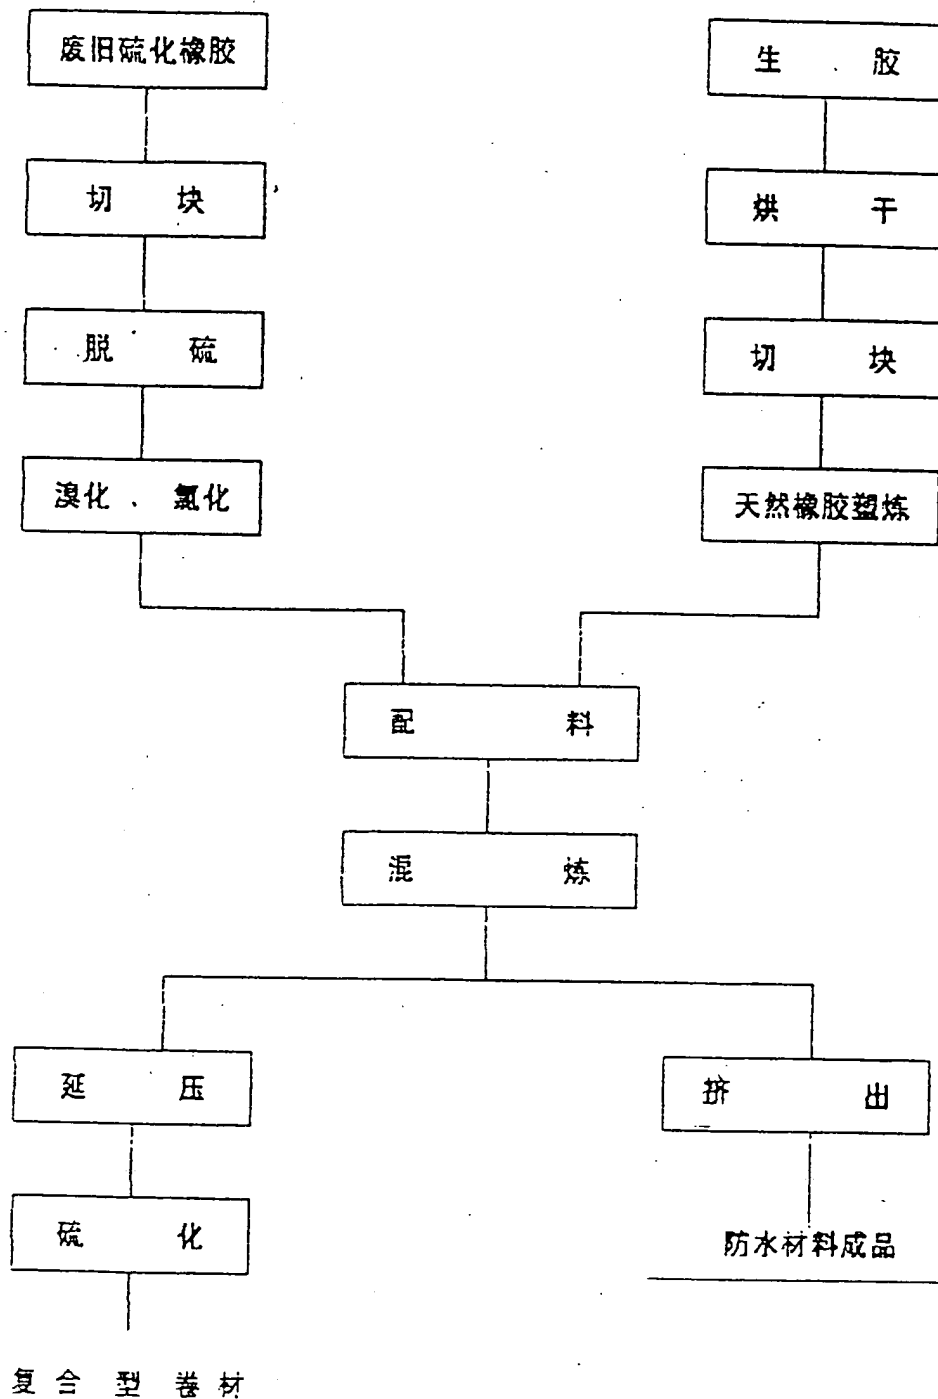 废旧硫化橡胶
生胶
切块
烘干
脱硫
切块
溴化、氯化
天然橡胶塑炼
配料
混炼
延压
挤出
硫化
防水材料成品
复合型卷材